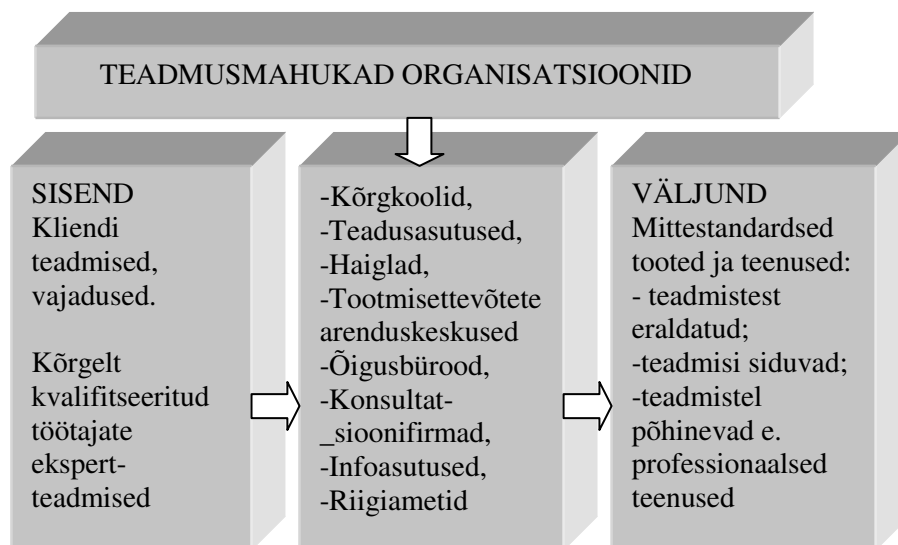 TEADMUSMAHUKAD ORGANISATSIOONID
SISEND
Kliendi
teadmised,
vajadused.
Kõrgelt
kvalifitseeritud
töötajate
ekspert-
teadmised
-Kõrgkoolid,
-Teadusasutused,
-Haiglad,
-Tootmisettevõtete
arenduskeskused
-Õigusbürood,
-Konsultat-
_sioonifirmad,
-Infoasutused,
-Riigiametid
VÄLJUND
Mittestandardsed
tooted ja teenused:
- teadmistest
eraldatud;
-teadmisi siduvad;
-teadmistel
põhinevad e.
professionaalsed
teenused